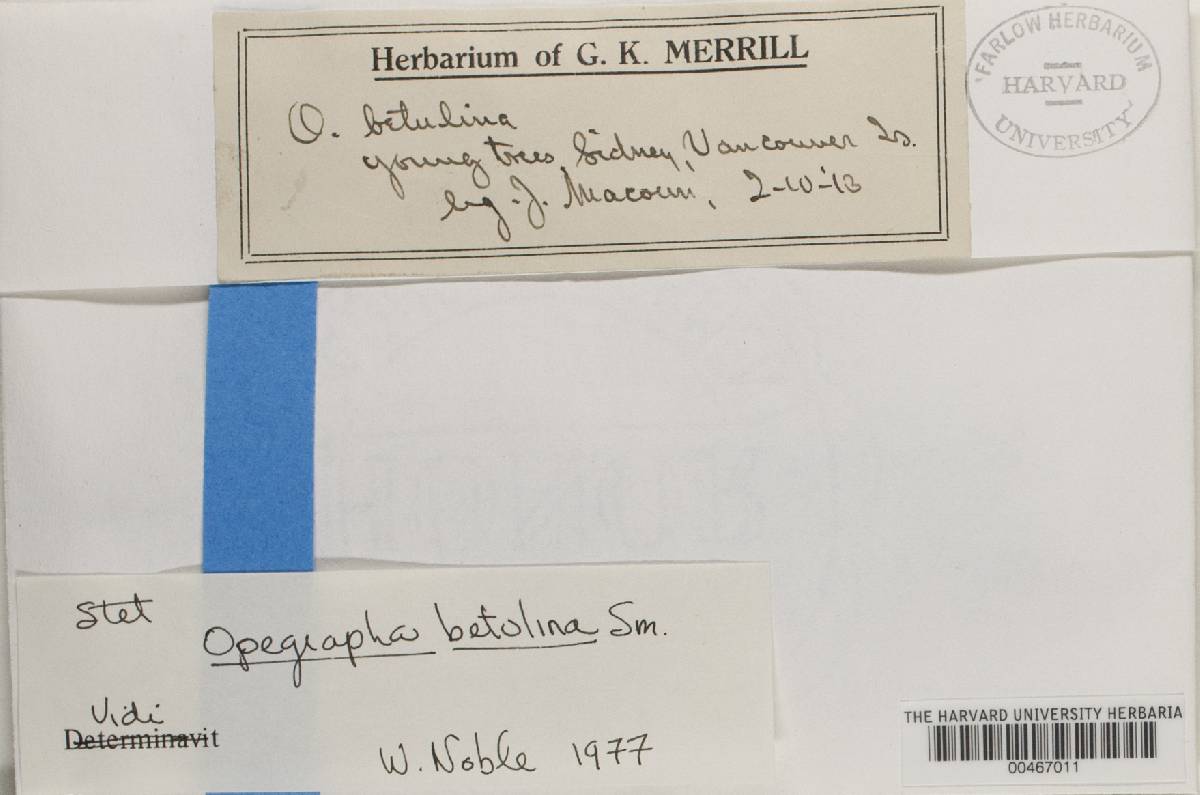 Herbarium of G. K. MERRILL
O. betulina
young trees, Sidney, Vancouver Is.
leg. J. Macoun, 2-10-'13
FARLOW HERBARIUM
HARVARD
UNIVERSITY
stet
Opegrapha betulina Sm.
Vidi
Determinavit
W. Noble 1977
THE HARVARD UNIVERSITY HERBARIA
00467011